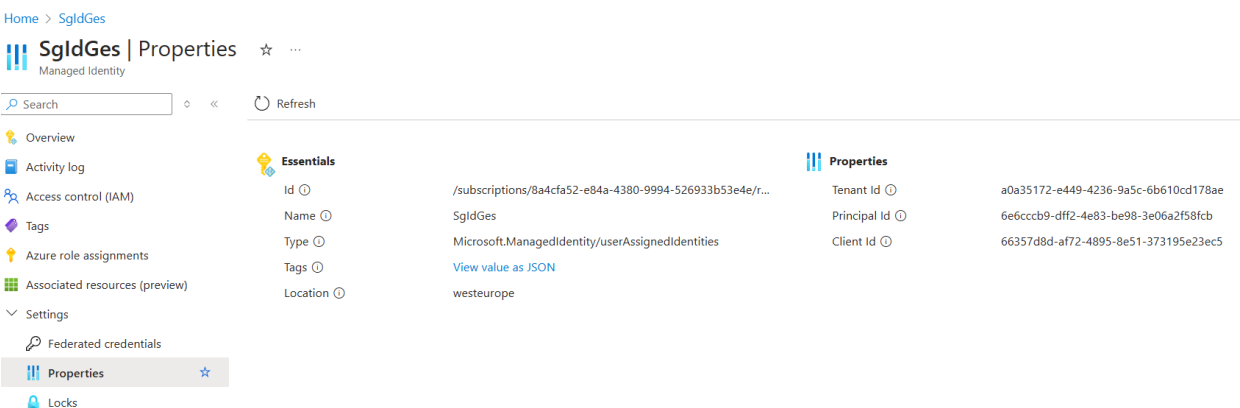 Home > SgIdGes
SgIdGes | Properties
Managed Identity
Search
Refresh
Overview
Activity log
Access control (IAM)
Tags
Azure role assignments
Associated resources (preview)
Settings
Federated credentials
Properties
Locks
Essentials
Id /subscriptions/8a4cfa52-e84a-4380-9994-526933b53e4e/r...
Name SgIdGes
Type Microsoft.ManagedIdentity/userAssignedIdentities
Tags View value as JSON
Location westeurope
Properties
Tenant Id a0a35172-e449-4236-9a5c-6b610cd178ae
Principal Id 6e6cccb9-dff2-4e83-be98-3e06a2f58fcb
Client Id 66357d8d-af72-4895-8e51-373195e23ec5